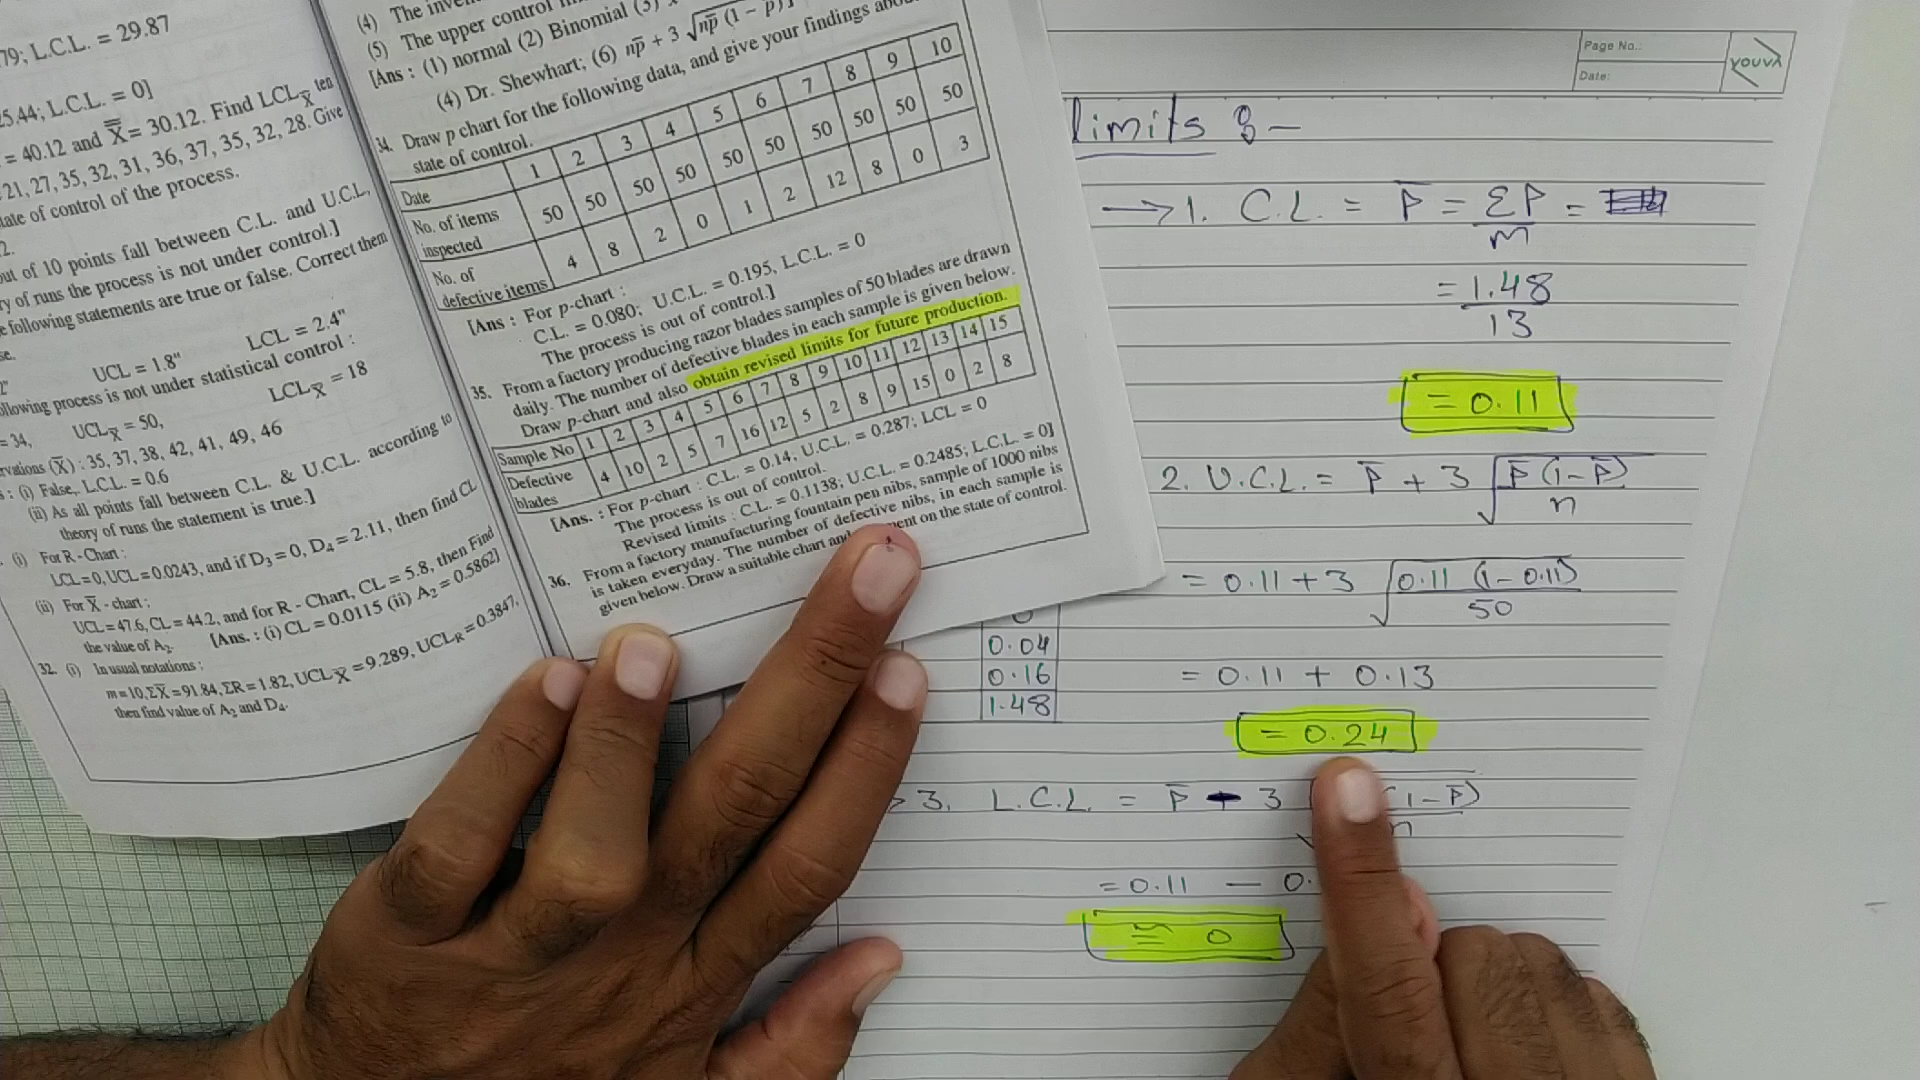 79; L.C.L. = 29.87
25.44; L.C.L. = 0]
= 40.12 and X̿ = 30.12. Find LCL X̅ ten
21, 27, 35, 32, 31, 36, 37, 35, 32, 28. Give
state of control of the process.
out of 10 points fall between C.L. and U.C.L.
ry of runs the process is not under control.]
e following statements are true or false. Correct them
UCL = 1.8" LCL = 2.4"
ollowing process is not under statistical control :
= 34, UCL X̅ = 50, LCL X̅ = 18
rvations (X̅) : 35, 37, 38, 42, 41, 49, 46
: (i) False, L.C.L. = 0.6
(ii) As all points fall between C.L. & U.C.L. according to
theory of runs the statement is true.]
(i) For R - Chart :
LCL = 0, UCL = 0.0243, and if D₃ = 0, D₄ = 2.11, then find CL
(ii) For X̅ - chart :
UCL = 47.6, CL = 44.2, and for R - Chart, CL = 5.8, then Find
the value of A₂. [Ans. : (i) CL = 0.0115 (ii) A₂ = 0.5862]
32. (i) In usual notations :
m = 10, ΣX̅ = 91.84, ΣR = 1.82, UCL X̅ = 9.289, UCL R = 0.3847,
then find value of A₂ and D₄.
(4) The
(5) The upper control
[Ans : (1) normal (2) Binomial (3)
(4) Dr. Shewhart; (6) np̅ + 3 √np̅ (1 − p̅)]
34. Draw p chart for the following data, and give your findings
state of control.
Date 1 2 3 4 5 6 7 8 9 10
No. of items inspected 50 50 50 50 50 50 50 50 50 50
No. of defective items 4 8 2 0 1 2 12 8 0 3
[Ans : For p-chart :
C.L. = 0.080; U.C.L. = 0.195, L.C.L. = 0
The process is out of control.]
35. From a factory producing razor blades samples of 50 blades are drawn
daily. The number of defective blades in each sample is given below.
Draw p-chart and also obtain revised limits for future production.
Sample No 1 2 3 4 5 6 7 8 9 10 11 12 13 14 15
Defective blades 4 10 2 5 7 16 12 5 2 8 9 15 0 2 8
[Ans. : For p-chart : C.L. = 0.14; U.C.L. = 0.287; LCL = 0
The process is out of control.
Revised limits : C.L. = 0.1138; U.C.L. = 0.2485; L.C.L. = 0]
36. From a factory manufacturing fountain pen nibs, sample of 1000 nibs
is taken everyday. The number of defective nibs, in each sample is
given below. Draw a suitable chart and on the state of control.
Page No.:
Date:
youva
limits :-
→ 1. C.L. = P̅ = ΣP =
m
= 1.48
13
= 0.11
2. U.C.L. = P̅ + 3 √P̅ (1-P̅)
n
= 0.11 + 3 √0.11 (1 - 0.11)
50
= 0.11 + 0.13
= 0.24
3. L.C.L. = P̅ - 3 (1-P̅)
n
= 0.11 - 0.
≅ 0
0
0.04
0.16
1.48